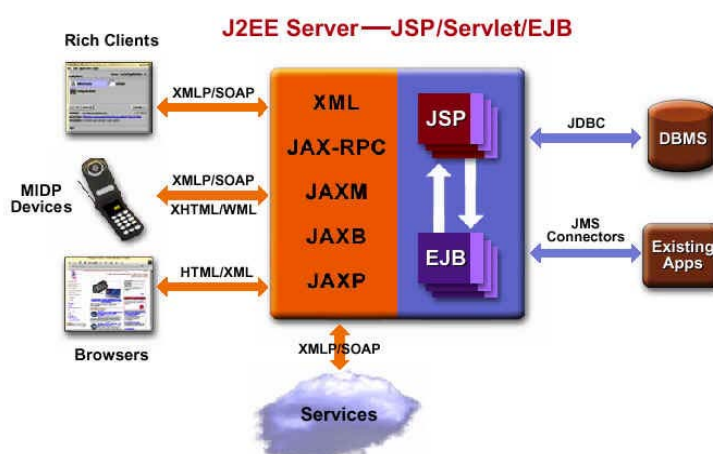 J2EE Server—JSP/Servlet/EJB
Rich Clients
XMLP/SOAP
MIDP
Devices
XMLP/SOAP
XHTML/WML
HTML/XML
Browsers
XML
JAX-RPC
JAXM
JAXB
JAXP
JSP
EJB
JDBC
DBMS
JMS
Connectors
Existing
Apps
XMLP/SOAP
Services